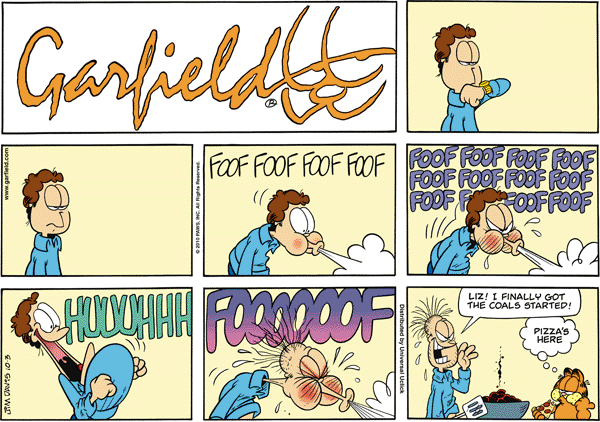 Garfield
®
www.garfield.com
© 2010 PAWS, INC. All Rights Reserved.
FOOF FOOF FOOF FOOF
FOOF FOOF FOOF FOOF
FOOF FOOF FOOF FOOF
FOOF FOOF FOOF
JIM DAVIS 10-3
HUUUHHH
FOOOOOOF
Distributed by Universal Uclick
LIZ! I FINALLY GOT
THE COALS STARTED!
PIZZA'S
HERE